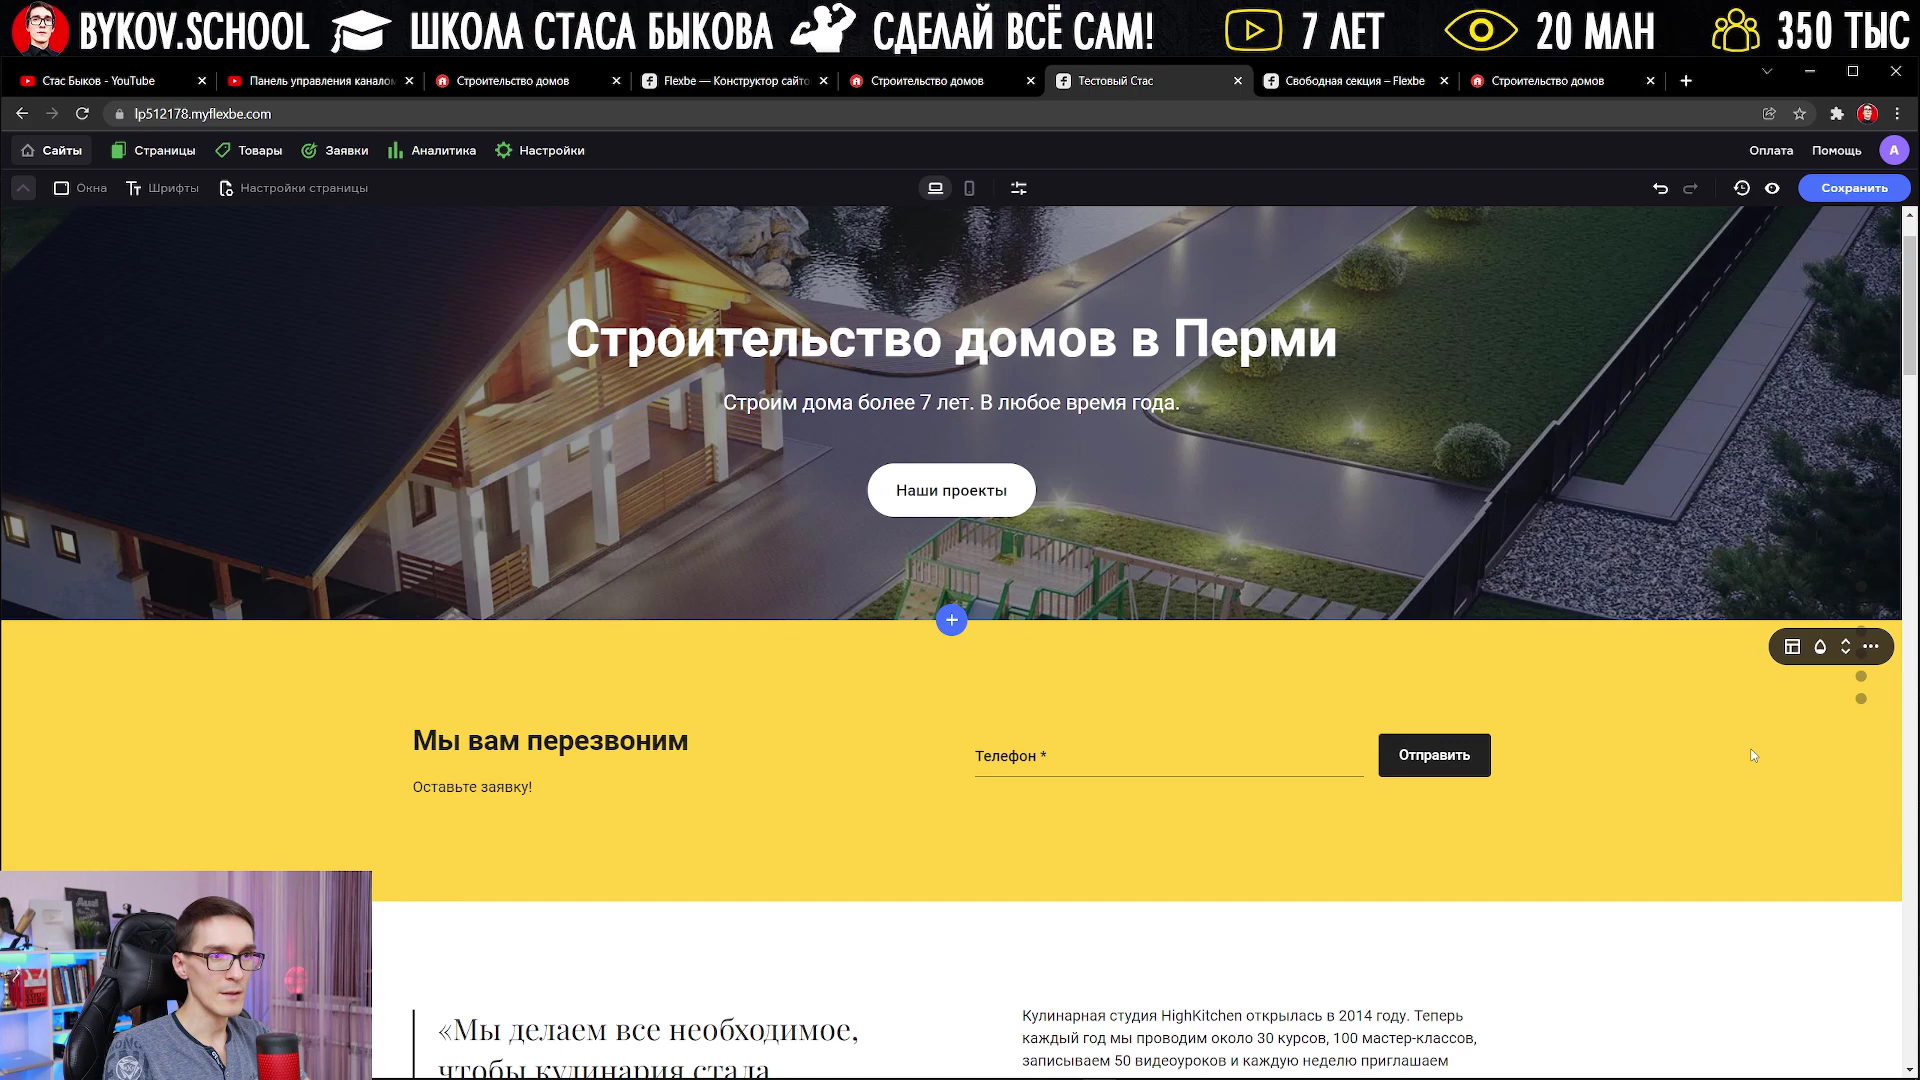 BYKOV.SCHOOL ШКОЛА СТАСА БЫКОВА СДЕЛАЙ ВСЁ САМ! 7 ЛЕТ 20 МЛН 350 ТЫС
Стас Быков - YouTube
Панель управления каналом
Строительство домов
Flexbe — Конструктор сайто
Строительство домов
Тестовый Стас
Свободная секция – Flexbe
Строительство домов
lp512178.myflexbe.com
Сайты Страницы Товары Заявки Аналитика Настройки Оплата Помощь A
Окна Шрифты Настройки страницы Сохранить
Строительство домов в Перми
Строим дома более 7 лет. В любое время года.
Наши проекты
Мы вам перезвоним
Оставьте заявку!
Телефон *
Отправить
«Мы делаем все необходимое,
чтобы кулинария стала
Кулинарная студия HighKitchen открылась в 2014 году. Теперь
каждый год мы проводим около 30 курсов, 100 мастер-классов,
записываем 50 видеоуроков и каждую неделю приглашаем